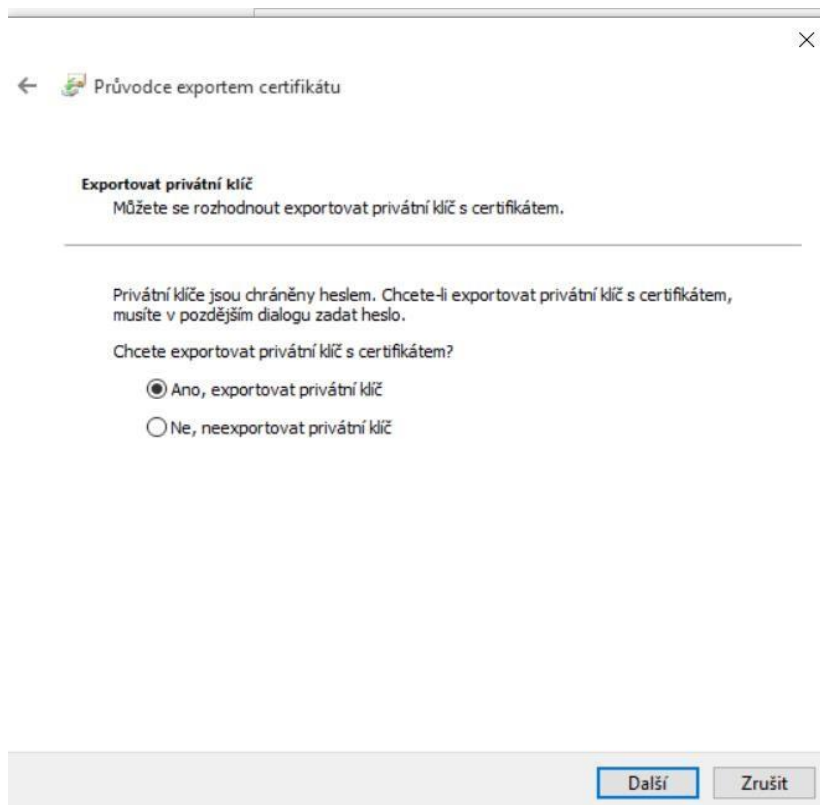 Průvodce exportem certifikátu
Exportovat privátní klíč
Můžete se rozhodnout exportovat privátní klíč s certifikátem.
Privátní klíče jsou chráněny heslem. Chcete-li exportovat privátní klíč s certifikátem,
musíte v pozdějším dialogu zadat heslo.
Chcete exportovat privátní klíč s certifikátem?
Ano, exportovat privátní klíč
Ne, neexportovat privátní klíč
Další
Zrušit